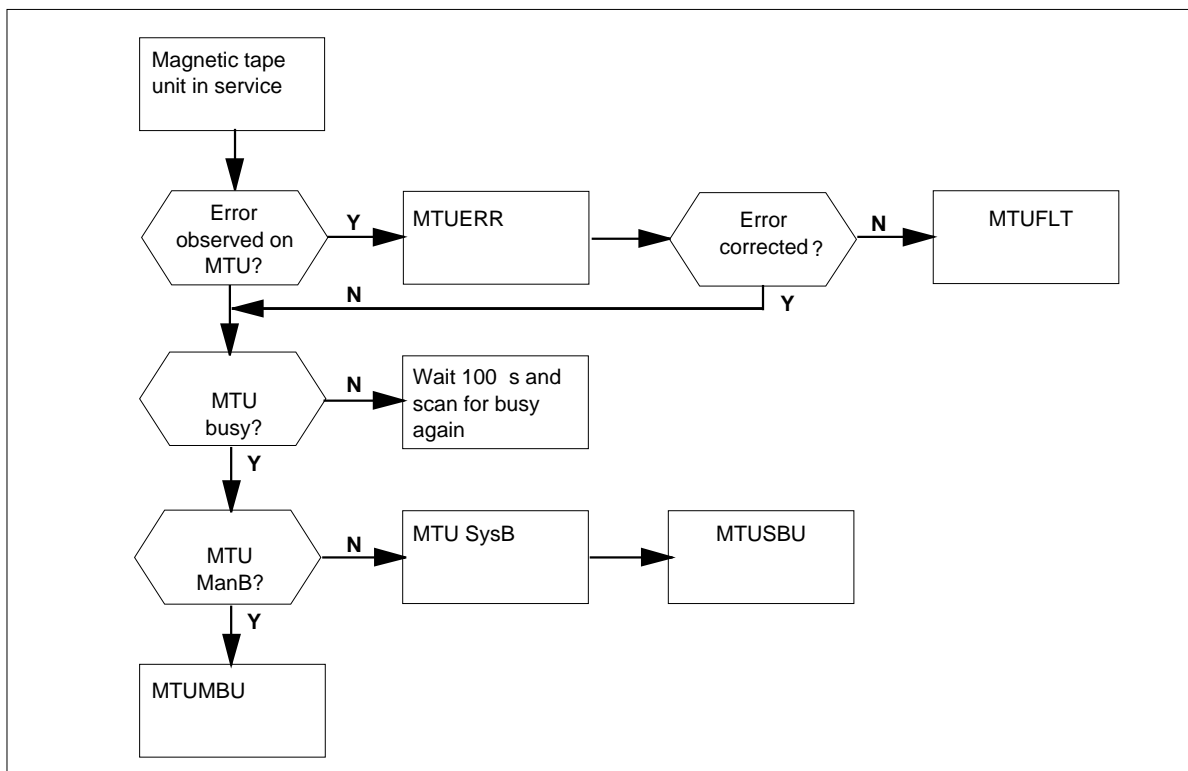 Magnetic tape
unit in service
Error
observed on
MTU?
Y
MTUERR
Error
corrected?
N
MTUFLT
N
Y
MTU
busy?
N
Wait 100 s and
scan for busy
again
Y
MTU
ManB?
N
MTU SysB
MTUSBU
Y
MTUMBU